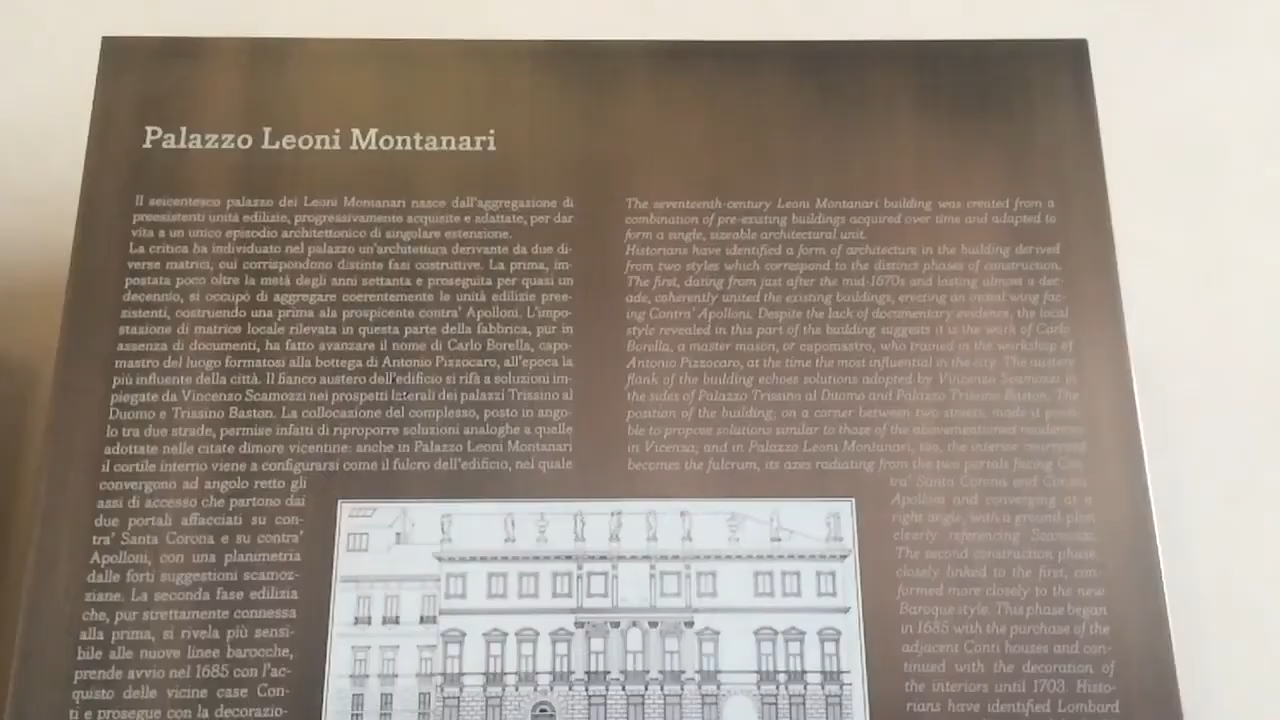 Palazzo Leoni Montanari
Il seicentesco palazzo dei Leoni Montanari nasce dall'aggregazione di
preesistenti unità edilizie, progressivamente acquisite e adattate, per dar
vita a un unico episodio architettonico di singolare estensione.
La critica ha individuato nel palazzo un'architettura derivante da due di-
verse matrici, cui corrispondono distinte fasi costruttive. La prima, im-
postata poco oltre la metà degli anni settanta e proseguita per quasi un
decennio, si occupò di aggregare coerentemente le unità edilizie pree-
sistenti, costruendo una prima ala prospicente contra' Apolloni. L'impo-
stazione di matrice locale rilevata in questa parte della fabbrica, pur in
assenza di documenti, ha fatto avanzare il nome di Carlo Borella, capo-
mastro del luogo formatosi alla bottega di Antonio Pizzocaro, all'epoca la
più influente della città. Il fianco austero dell'edificio si rifà a soluzioni im-
piegate da Vincenzo Scamozzi nei prospetti laterali dei palazzi Trissino al
Duomo e Trissino Baston. La collocazione del complesso, posto in ango-
lo tra due strade, permise infatti di riproporre soluzioni analoghe a quelle
adottate nelle citate dimore vicentine: anche in Palazzo Leoni Montanari
il cortile interno viene a configurarsi come il fulcro dell'edificio, nel quale
convergono ad angolo retto gli
assi di accesso che partono dai
due portali affacciati su con-
tra' Santa Corona e su contra'
Apolloni, con una planimetria
dalle forti suggestioni scamoz-
ziane. La seconda fase edilizia
che, pur strettamente connessa
alla prima, si rivela più sensi-
bile alle nuove linee barocche,
prende avvio nel 1685 con l'ac-
quisto delle vicine case Con-
ti e prosegue con la decorazio-
The seventeenth-century Leoni Montanari building was created from a
combination of pre-existing buildings acquired over time and adapted to
form a single, sizeable architectural unit.
Historians have identified a form of architecture in the building derived
from two styles which correspond to the distinct phases of construction.
The first, dating from just after the mid-1670s and lasting almost a dec-
ade, coherently united the existing buildings, erecting an initial wing fac-
ing Contra' Apolloni. Despite the lack of documentary evidence, the local
style revealed in this part of the building suggests it is the work of Carlo
Borella, a master mason, or capomastro, who trained in the workshop of
Antonio Pizzocaro, at the time the most influential in the city. The austere
flank of the building echoes solutions adopted by Vincenzo Scamozzi in
the sides of Palazzo Trissino al Duomo and Palazzo Trissino Baston. The
position of the building, on a corner between two streets, made it possi-
ble to propose solutions similar to those of the abovementioned residences
in Vicenza, and in Palazzo Leoni Montanari, too, the interior courtyard
becomes the fulcrum, its axes radiating from the two portals facing Con-
tra' Santa Corona and Contra'
Apolloni and converging at a
right angle, with a ground-plan
clearly referencing Scamozzi.
The second construction phase,
closely linked to the first, con-
formed more closely to the new
Baroque style. This phase began
in 1685 with the purchase of the
adjacent Conti houses and con-
tinued with the decoration of
the interiors until 1703. Histo-
rians have identified Lombard